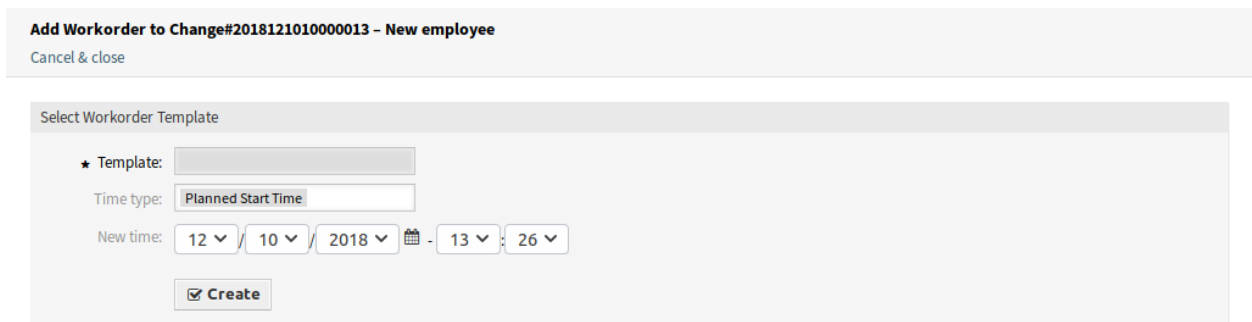 Add Workorder to Change#2018121010000013 – New employee
Cancel & close
Select Workorder Template
★ Template:
Time type: Planned Start Time
New time: 12 / 10 / 2018 - 13 : 26
Create